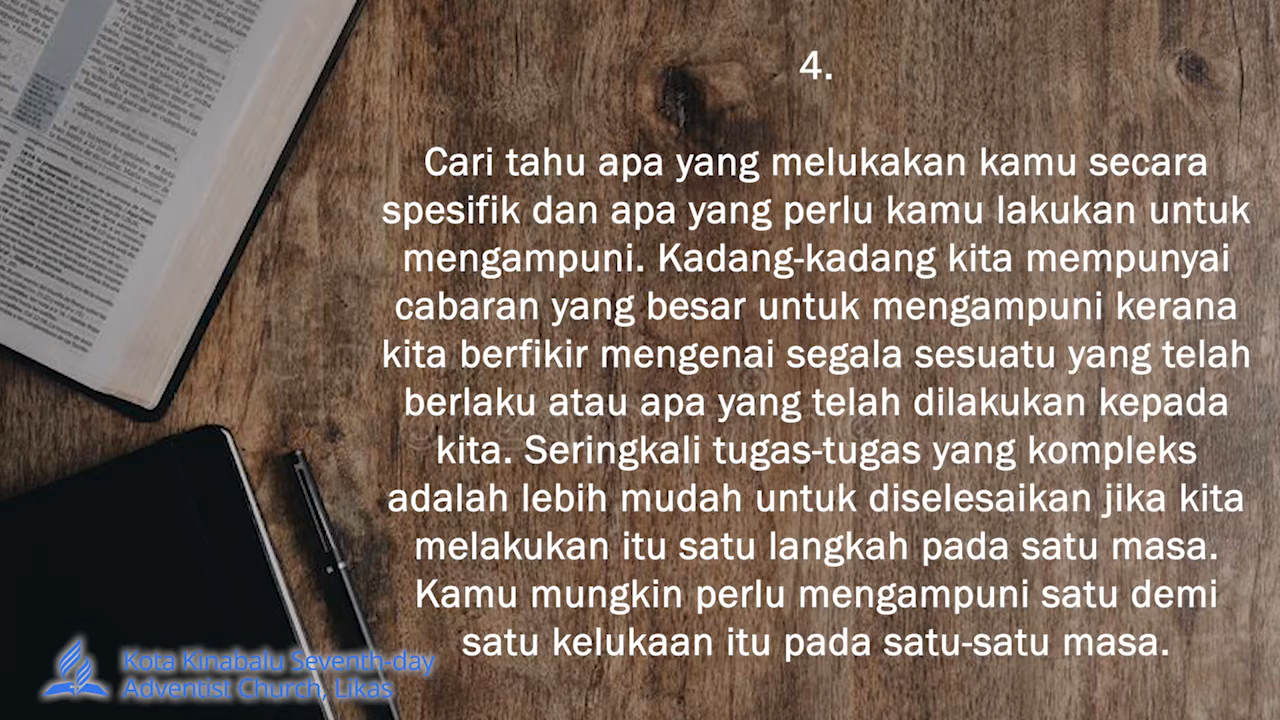 4.
Cari tahu apa yang melukakan kamu secara
spesifik dan apa yang perlu kamu lakukan untuk
mengampuni. Kadang-kadang kita mempunyai
cabaran yang besar untuk mengampuni kerana
kita berfikir mengenai segala sesuatu yang telah
berlaku atau apa yang telah dilakukan kepada
kita. Seringkali tugas-tugas yang kompleks
adalah lebih mudah untuk diselesaikan jika kita
melakukan itu satu langkah pada satu masa.
Kamu mungkin perlu mengampuni satu demi
satu kelukaan itu pada satu-satu masa.
Kota Kinabalu Seventh-day
Adventist Church, Likas